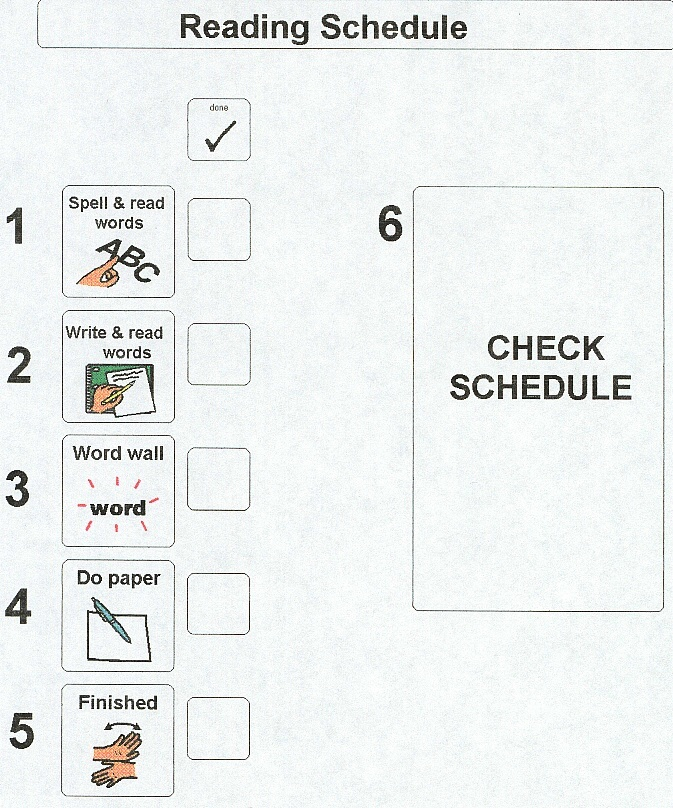 Reading Schedule
done
1
Spell & read
words
ABC
2
Write & read
words
3
Word wall
word
4
Do paper
5
Finished
6
CHECK
SCHEDULE